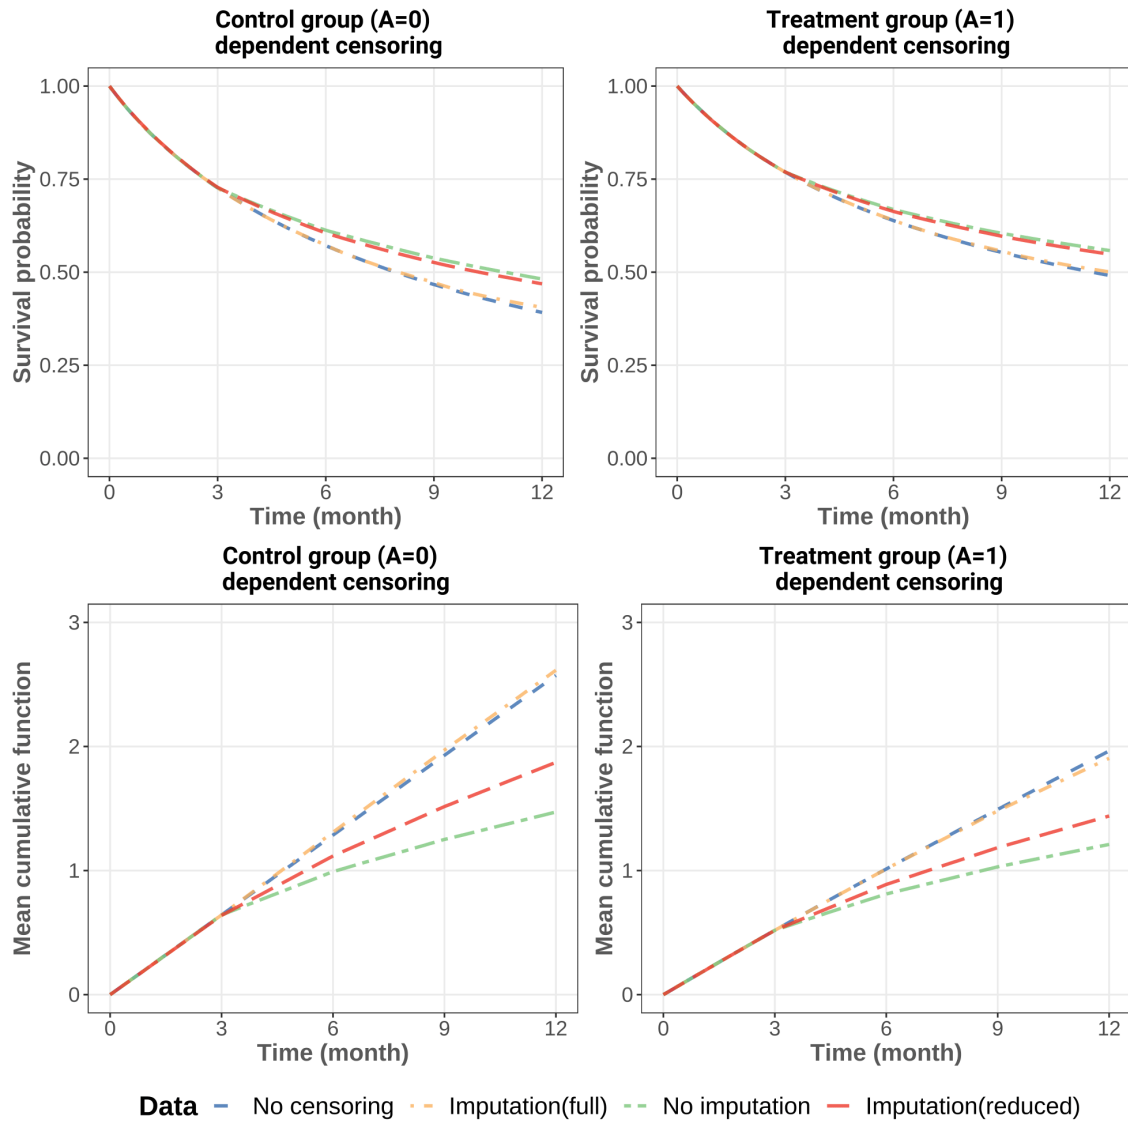 Control group (A=0)
dependent censoring
Treatment group (A=1)
dependent censoring
Survival probability
1.00
0.75
0.50
0.25
0.00
0 3 6 9 12
Time (month)
Survival probability
1.00
0.75
0.50
0.25
0.00
0 3 6 9 12
Time (month)
Control group (A=0)
dependent censoring
Treatment group (A=1)
dependent censoring
Mean cumulative function
3
2
1
0
0 3 6 9 12
Time (month)
Mean cumulative function
3
2
1
0
0 3 6 9 12
Time (month)
Data No censoring Imputation(full) No imputation Imputation(reduced)